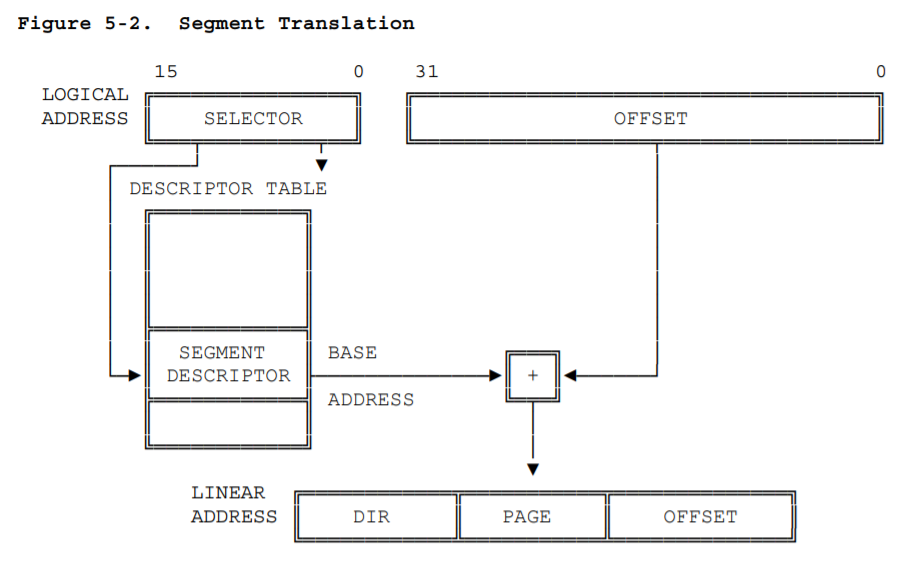 Figure 5-2.  Segment Translation
15 0 31 0
LOGICAL
ADDRESS SELECTOR OFFSET
DESCRIPTOR TABLE
SEGMENT BASE
DESCRIPTOR +
ADDRESS
LINEAR
ADDRESS DIR PAGE OFFSET